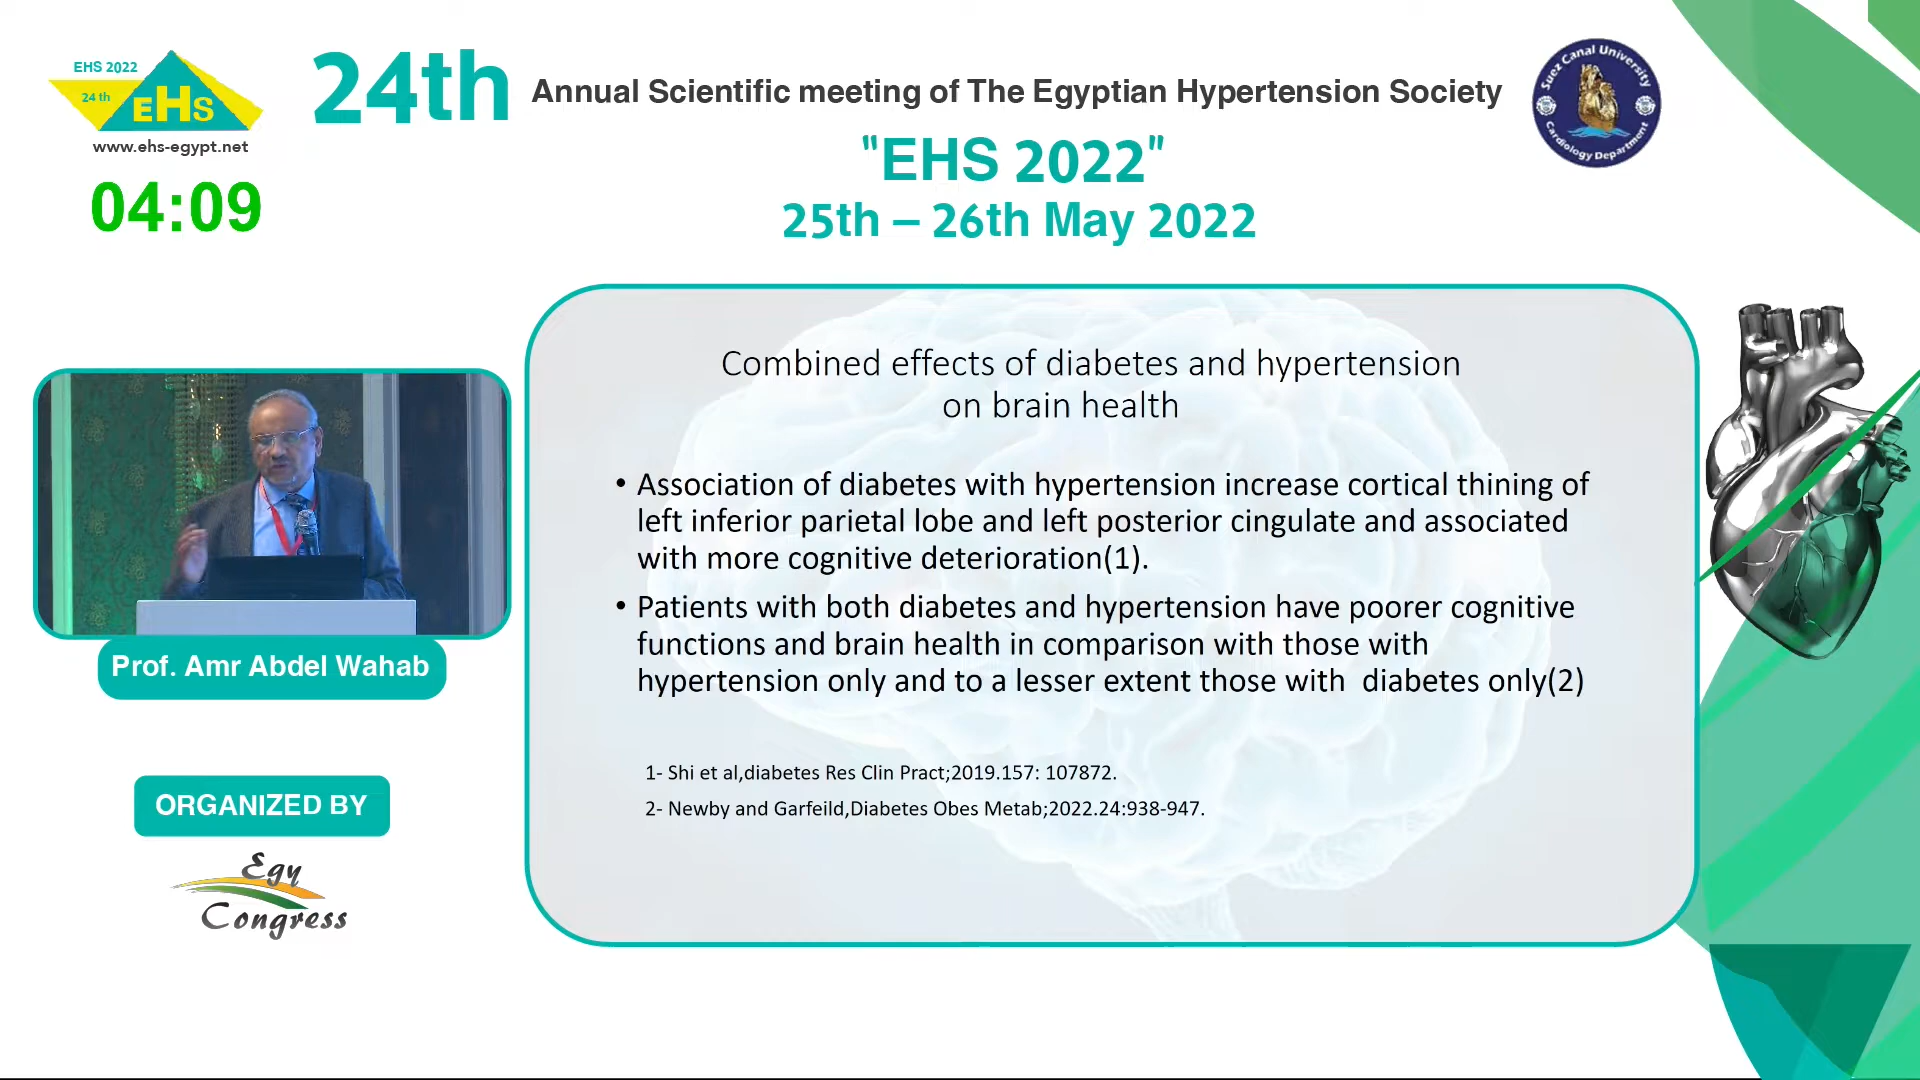 EHS 2022
24 th
EHS
www.ehs-egypt.net
04:09
24th Annual Scientific meeting of The Egyptian Hypertension Society
"EHS 2022"
25th – 26th May 2022
Suez Canal University
Cardiology Department
Combined effects of diabetes and hypertension
on brain health
• Association of diabetes with hypertension increase cortical thining of
left inferior parietal lobe and left posterior cingulate and associated
with more cognitive deterioration(1).
• Patients with both diabetes and hypertension have poorer cognitive
functions and brain health in comparison with those with
hypertension only and to a lesser extent those with diabetes only(2)
1- Shi et al,diabetes Res Clin Pract;2019.157: 107872.
2- Newby and Garfeild,Diabetes Obes Metab;2022.24:938-947.
Prof. Amr Abdel Wahab
ORGANIZED BY
Egy
Congress